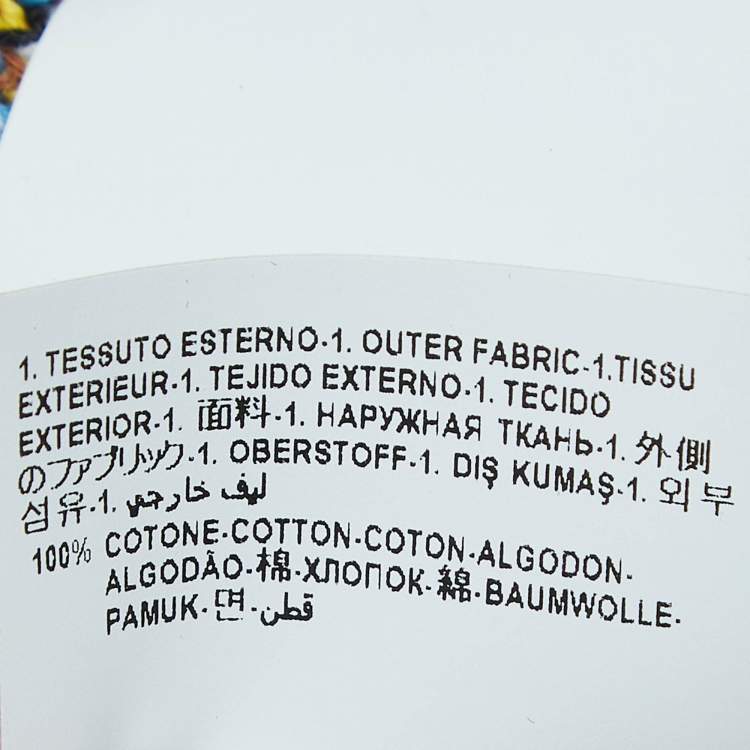 1. TESSUTO ESTERNO-1. OUTER FABRIC-1.TISSU
EXTERIEUR-1. TEJIDO EXTERNO-1. TECIDO
EXTERIOR-1. 面料-1. НАРУЖНАЯ ТКАНЬ-1. 外側
のファブリック-1. OBERSTOFF-1. DIŞ KUMAŞ-1. 외부
섬유-1. ليف خارجي
100% COTONE-COTTON-COTON-ALGODON-
ALGODÃO-棉-ХЛОПОК-綿-BAUMWOLLE-
PAMUK-면-قطن